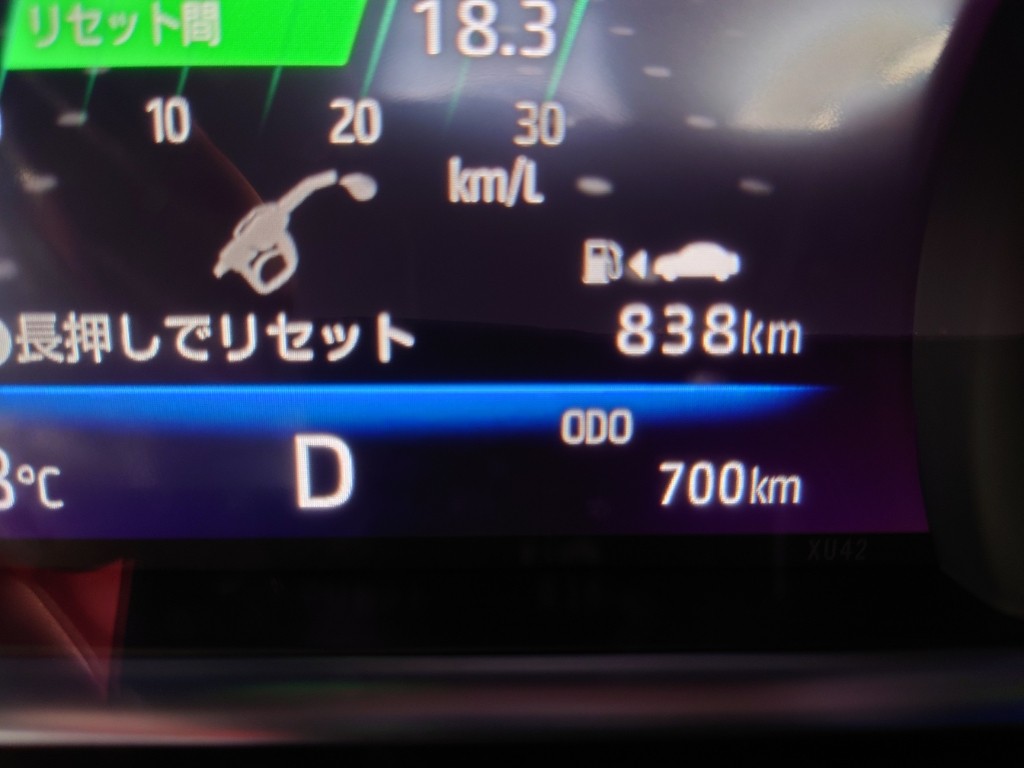 リセット間
18.3
10 20 30
km/L
長押しでリセット
838km
ODO
D
700km
℃
XU42